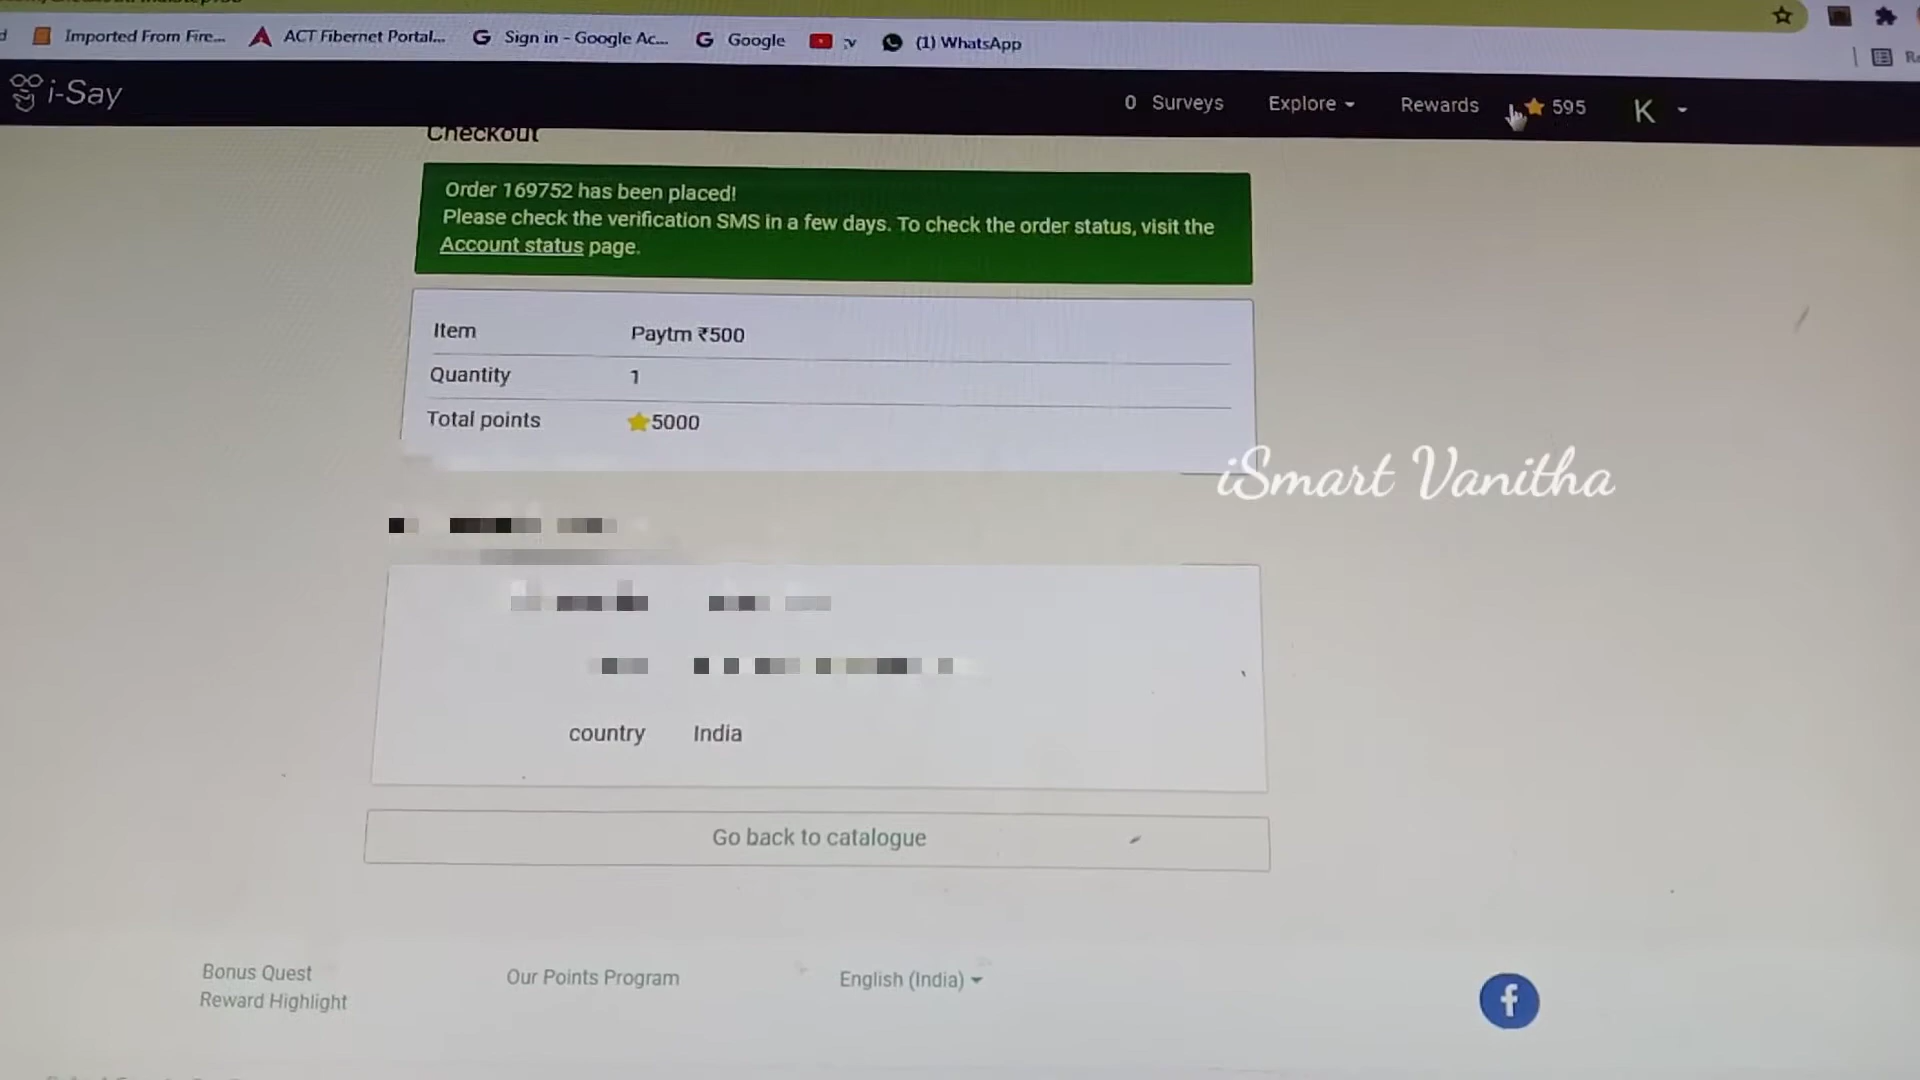 Imported From Fire...
ACT Fibernet Portal...
Sign in - Google Ac...
Google
(1) WhatsApp
i-Say
0 Surveys
Explore
Rewards
595
K
Checkout
Order 169752 has been placed!
Please check the verification SMS in a few days. To check the order status, visit the
Account status page.
Item Paytm ₹500
Quantity 1
Total points 5000
iSmart Vanitha
country India
Go back to catalogue
Bonus Quest
Reward Highlight
Our Points Program
English (India)